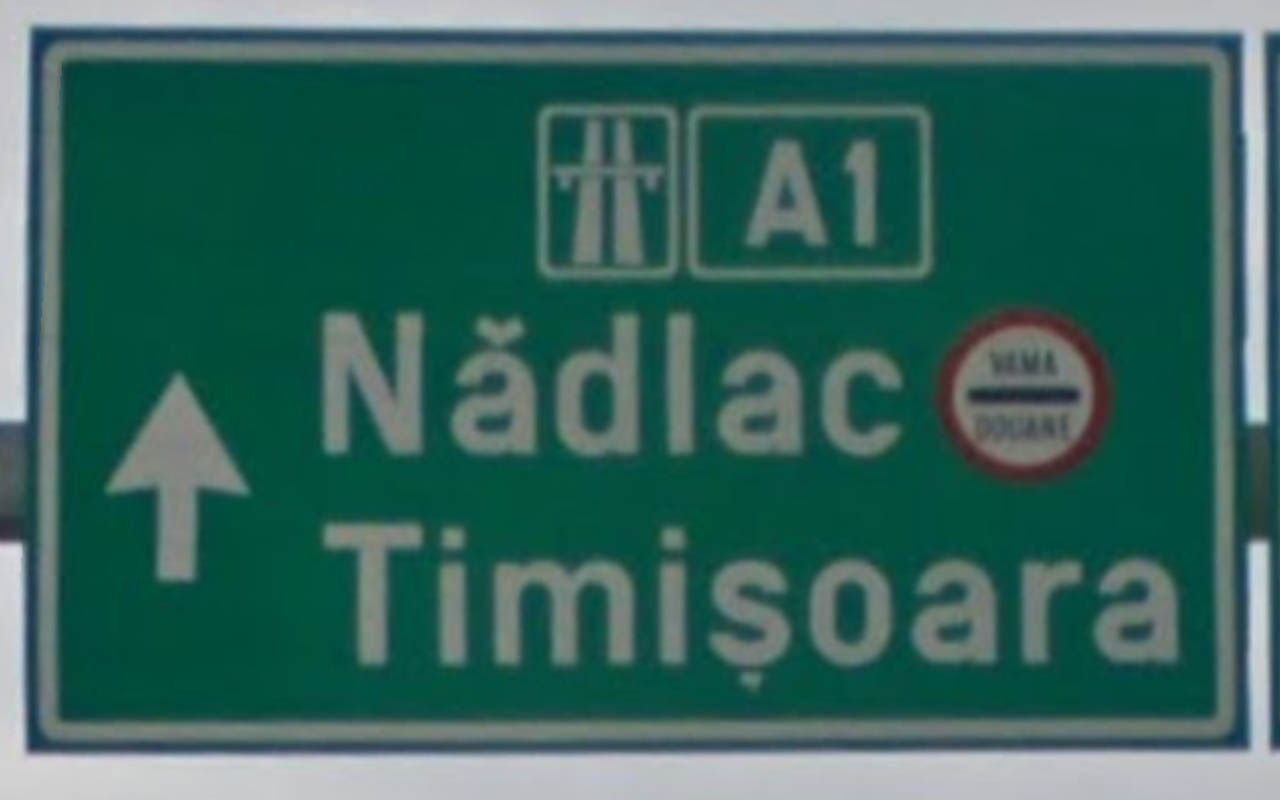 A1
Nădlac
VAMA
DOUANE
Timișoara